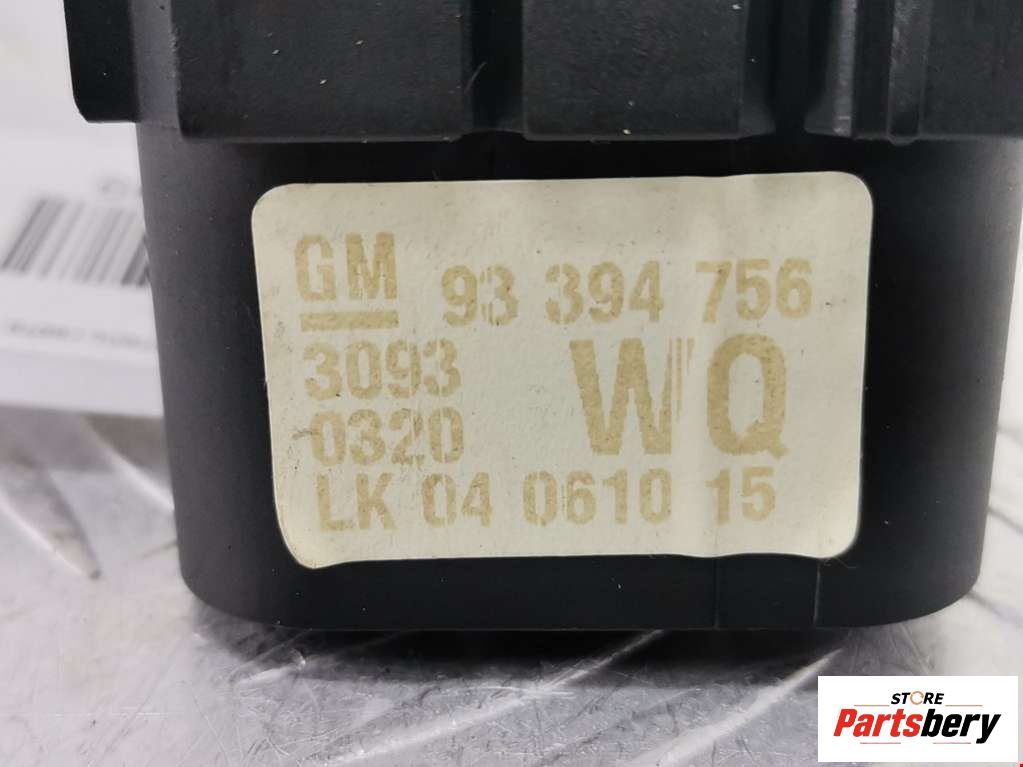 GM 93 394 756
3093 WQ
0320
LK 04 0610 15
STORE
Partsbery